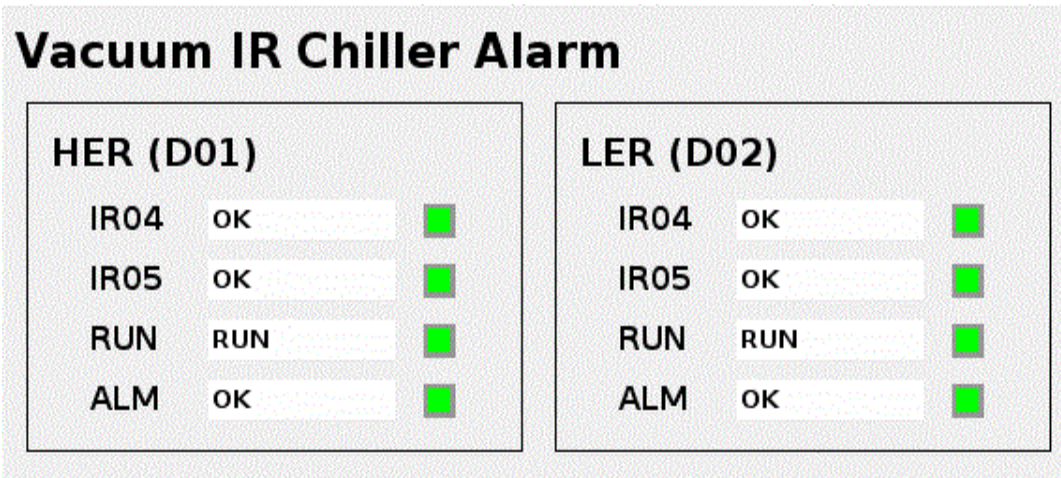 Vacuum IR Chiller Alarm
HER (D01)
IR04 OK
IR05 OK
RUN RUN
ALM OK
LER (D02)
IR04 OK
IR05 OK
RUN RUN
ALM OK